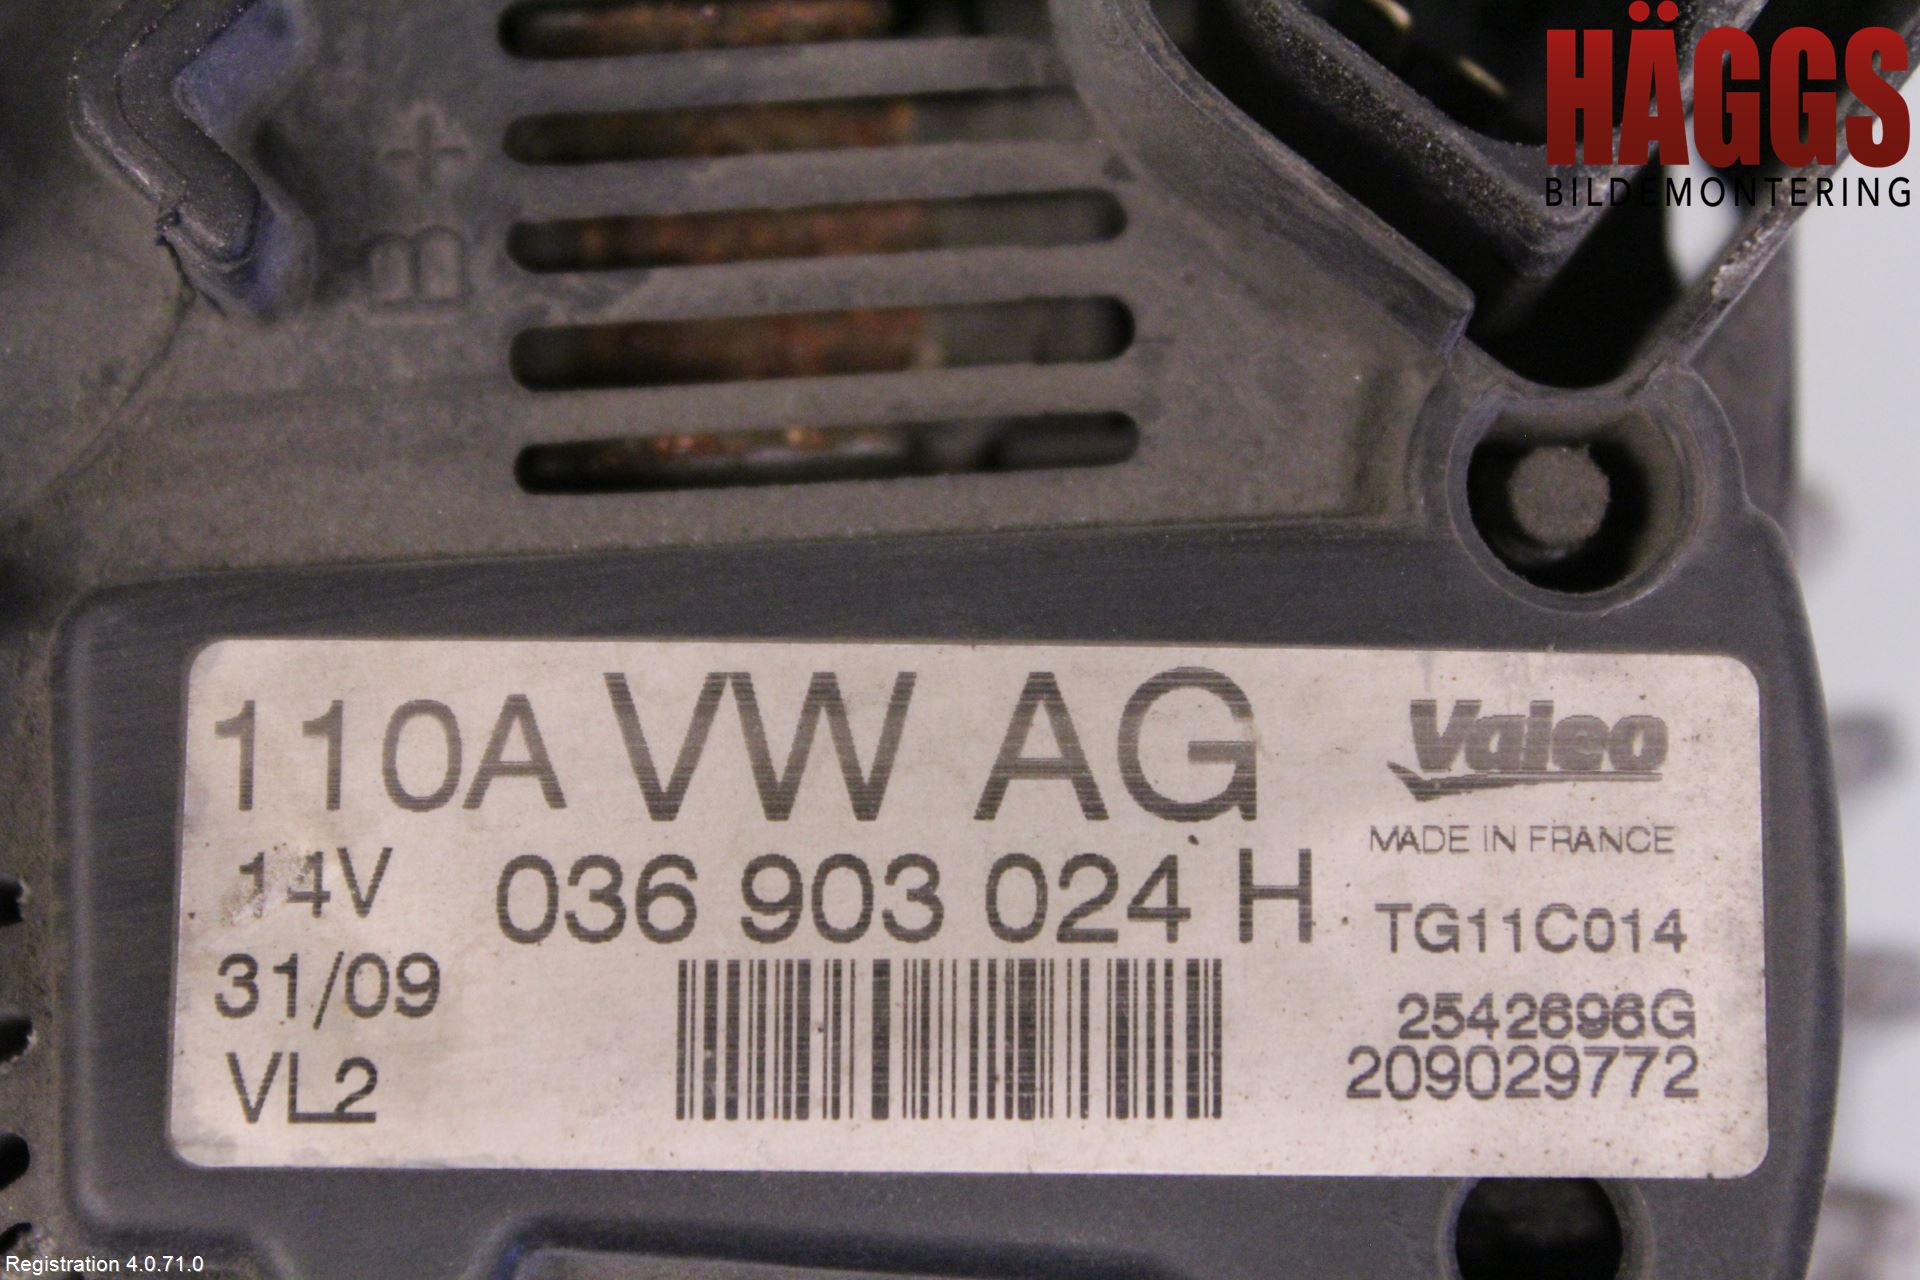 HÄGGS
BILDEMONTERING
B+
110A VW AG
Valeo
MADE IN FRANCE
14V
036 903 024 H
TG11C014
31/09
2542696G
VL2
209029772
Registration 4.0.71.0